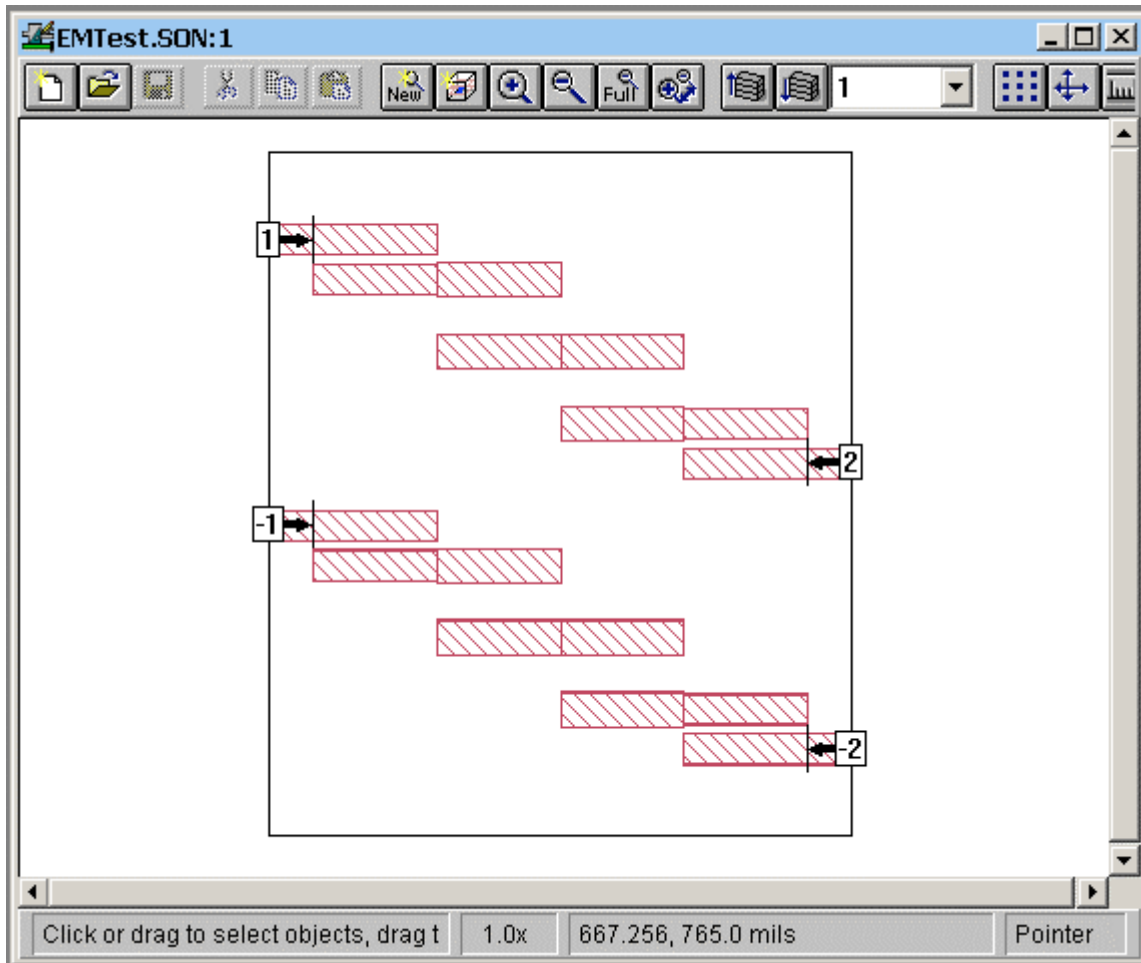 EMTest.SON:1
New Full 1
1
2
-1
-2
Click or drag to select objects, drag t 1.0x 667.256, 765.0 mils Pointer